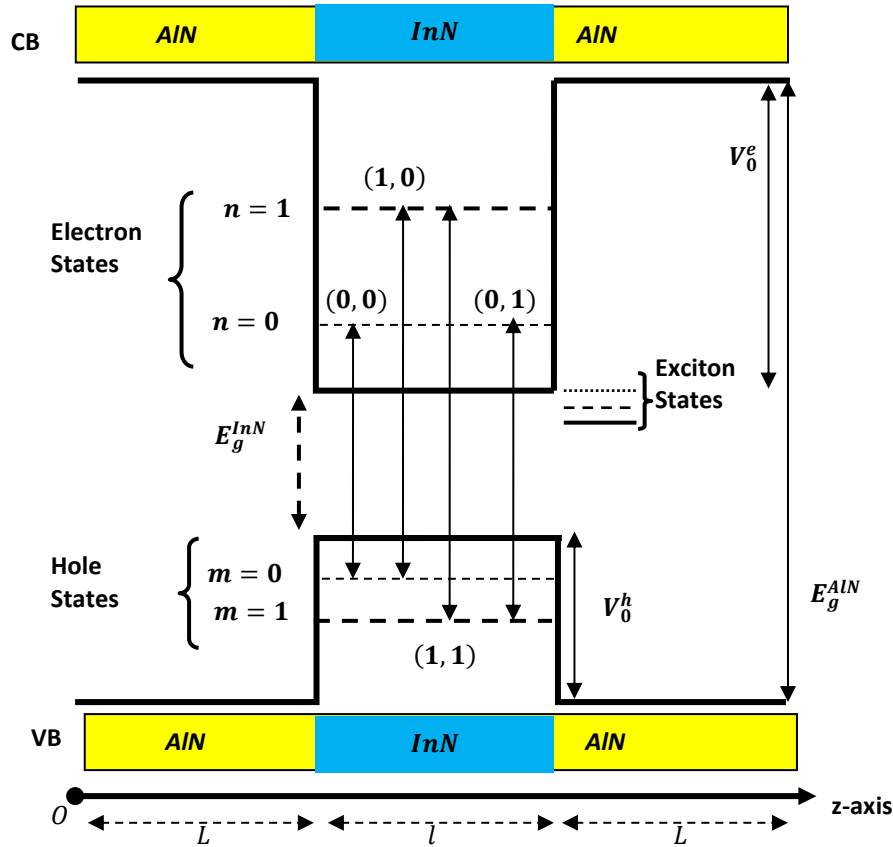 AlN InN AlN
CB
V_0^e
(1,0)
n = 1
Electron
States
(0,0) (0,1)
n = 0
Exciton
States
E_g^{InN}
Hole
States
m = 0
m = 1
V_0^h
E_g^{AlN}
(1,1)
VB
AlN InN AlN
O
z-axis
L l L